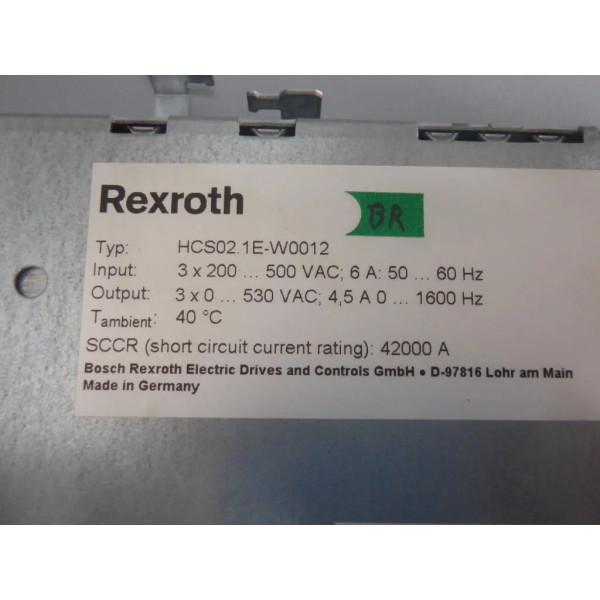 Rexroth
BR
Typ: HCS02.1E-W0012
Input: 3 x 200 ... 500 VAC; 6 A: 50 ... 60 Hz
Output: 3 x 0 ... 530 VAC; 4,5 A 0 ... 1600 Hz
Tambient: 40 °C
SCCR (short circuit current rating): 42000 A
Bosch Rexroth Electric Drives and Controls GmbH ● D-97816 Lohr am Main
Made in Germany